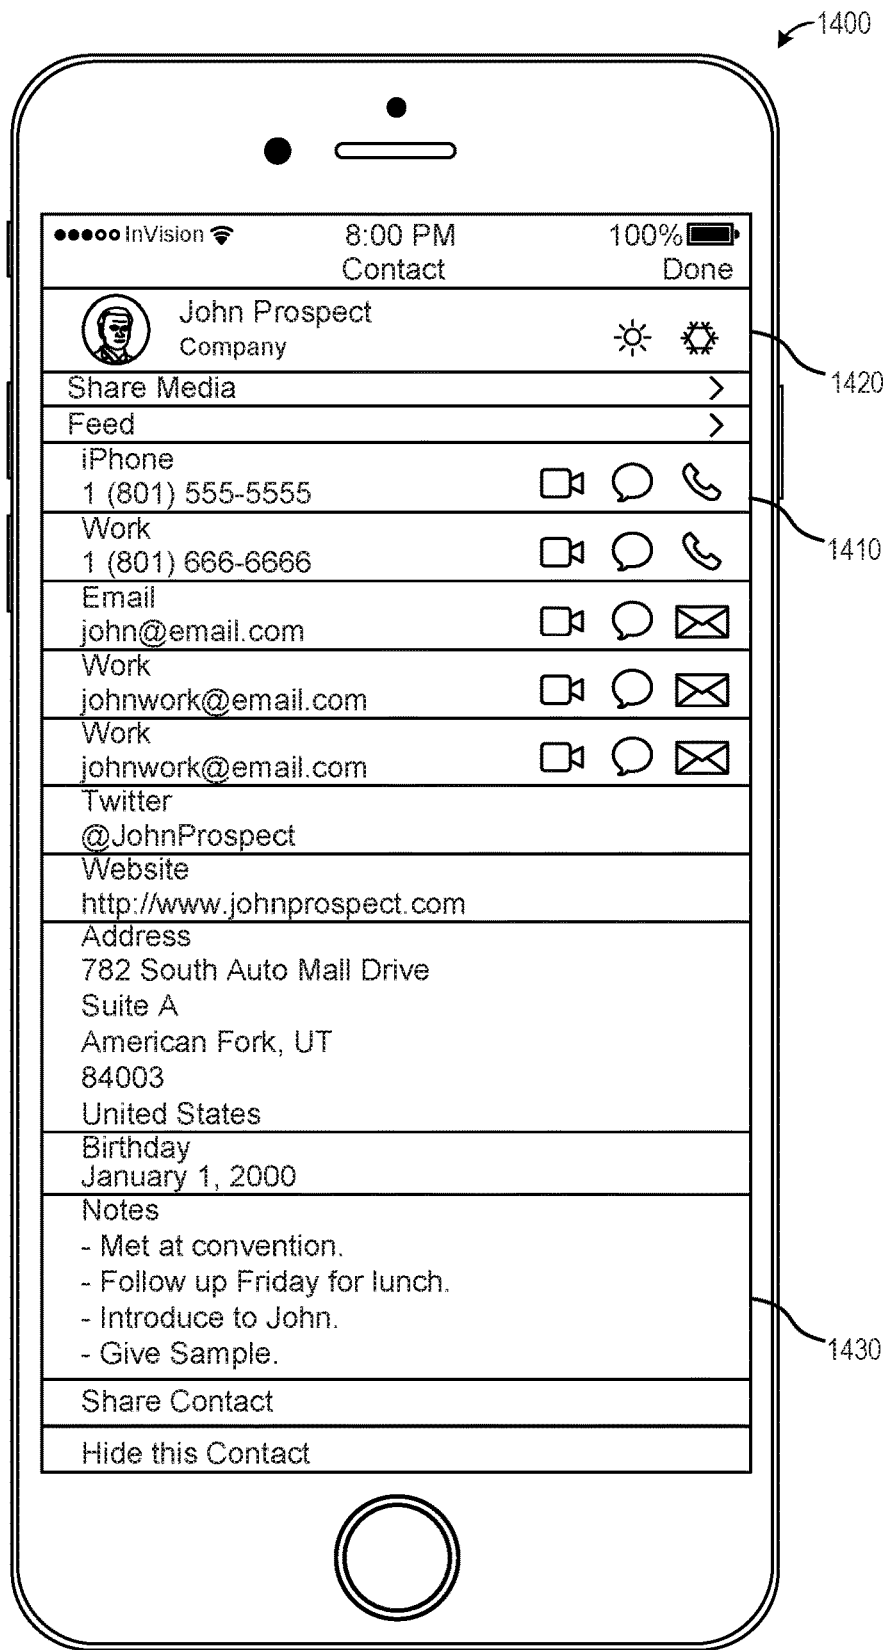 1400
InVision 8:00 PM 100%
Contact Done
John Prospect
Company
1420
Share Media
Feed
iPhone
1 (801) 555-5555
1410
Work
1 (801) 666-6666
Email
john@email.com
Work
johnwork@email.com
Work
johnwork@email.com
Twitter
@JohnProspect
Website
http://www.johnprospect.com
Address
782 South Auto Mall Drive
Suite A
American Fork, UT
84003
United States
Birthday
January 1, 2000
Notes
- Met at convention.
- Follow up Friday for lunch.
- Introduce to John.
- Give Sample.
1430
Share Contact
Hide this Contact